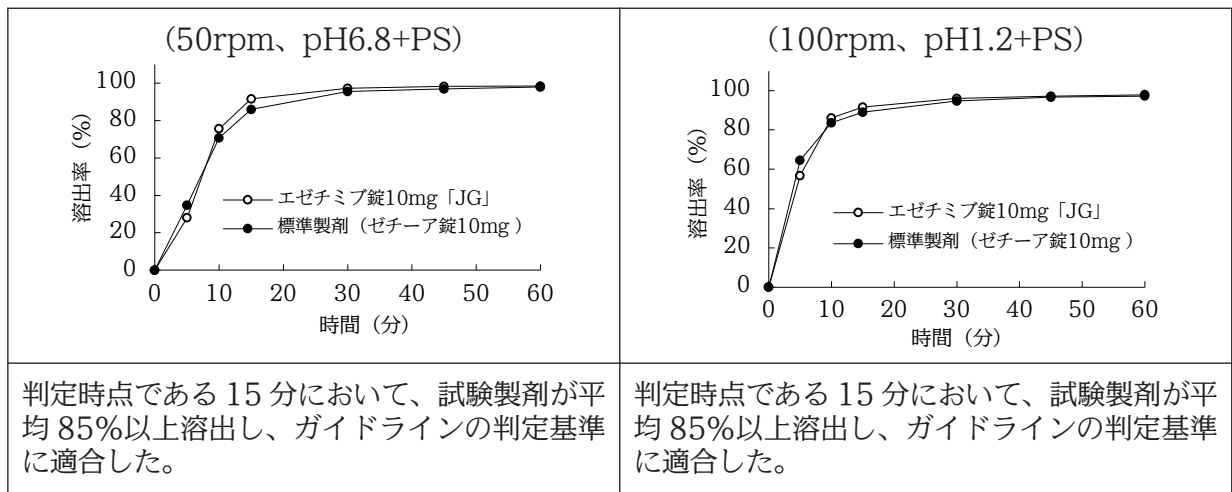 (50rpm、pH6.8+PS)
溶出率 (%)
100
80
60
40
20
0
エゼチミブ錠10mg「JG」
標準製剤（ゼチーア錠10mg ）
0 10 20 30 40 50 60
時間（分）
(100rpm、pH1.2+PS)
溶出率 (%)
100
80
60
40
20
0
エゼチミブ錠10mg「JG」
標準製剤（ゼチーア錠10mg ）
0 10 20 30 40 50 60
時間（分）
判定時点である 15 分において、試験製剤が平
均 85%以上溶出し、ガイドラインの判定基準
に適合した。
判定時点である 15 分において、試験製剤が平
均 85%以上溶出し、ガイドラインの判定基準
に適合した。